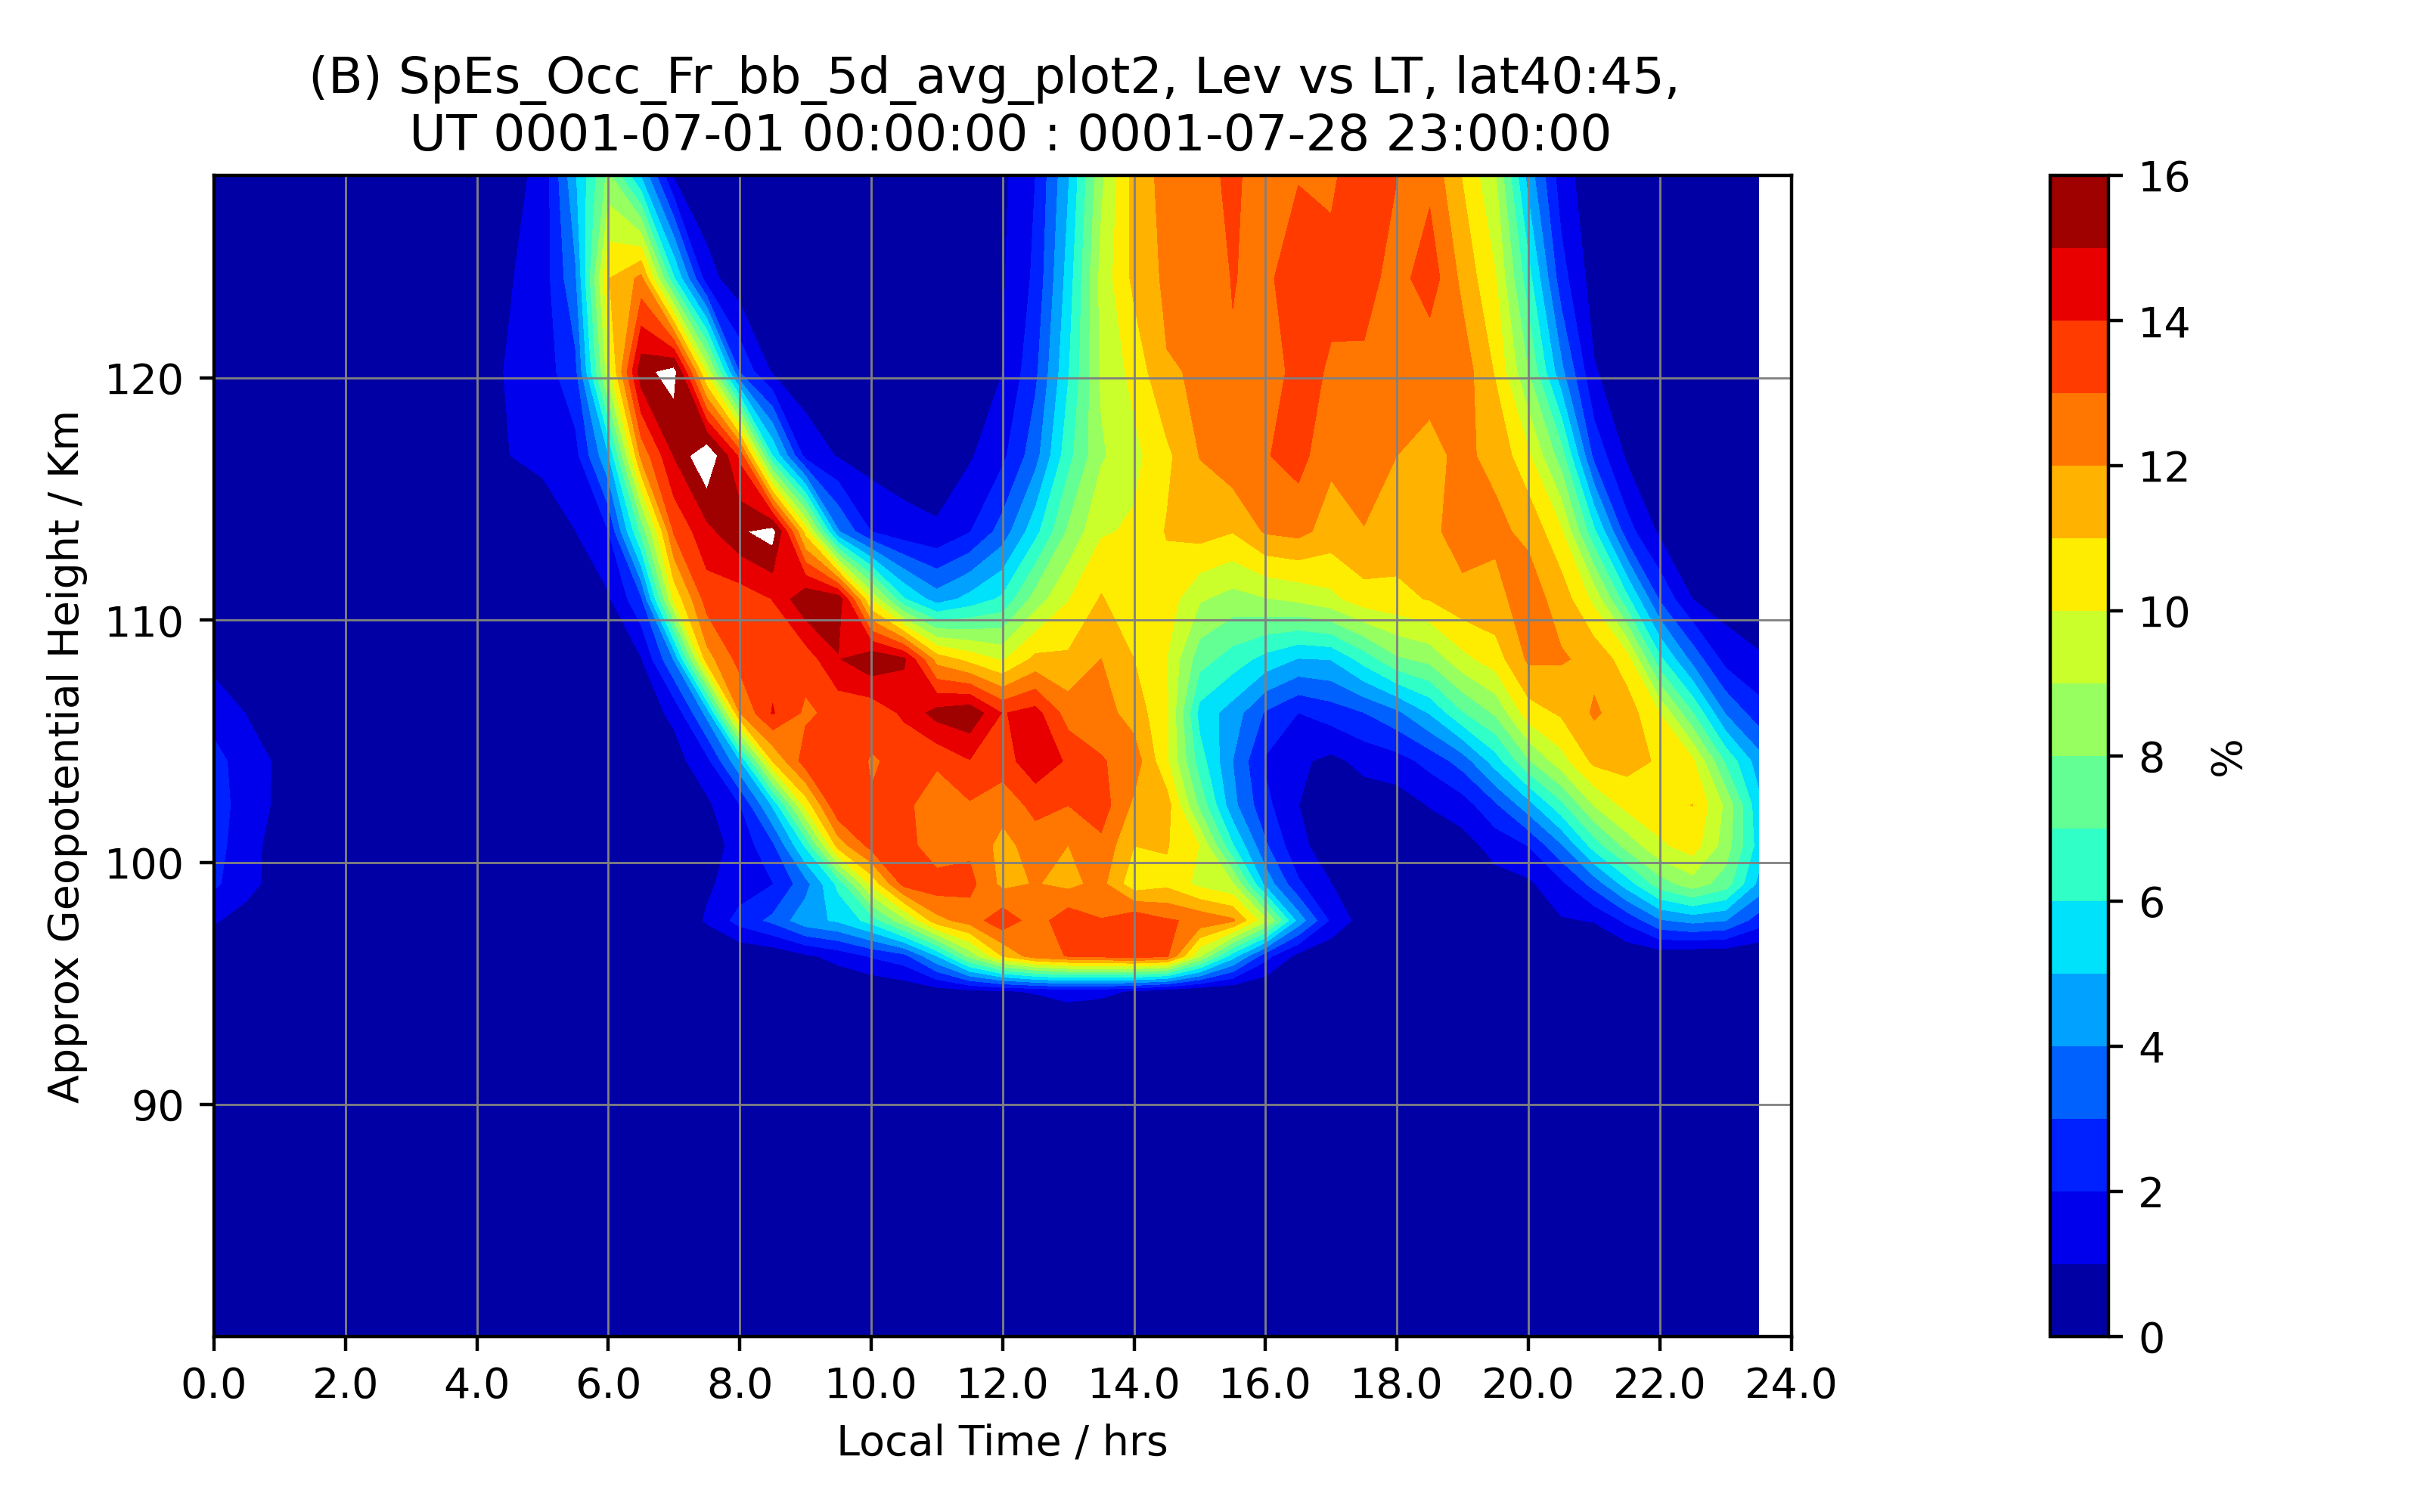 (B) SpEs_Occ_Fr_bb_5d_avg_plot2, Lev vs LT, lat40:45,
UT 0001-07-01 00:00:00 : 0001-07-28 23:00:00
Approx Geopotential Height / Km
120
110
100
90
0.0 2.0 4.0 6.0 8.0 10.0 12.0 14.0 16.0 18.0 20.0 22.0 24.0
Local Time / hrs
16
14
12
10
8
6
4
2
0
%